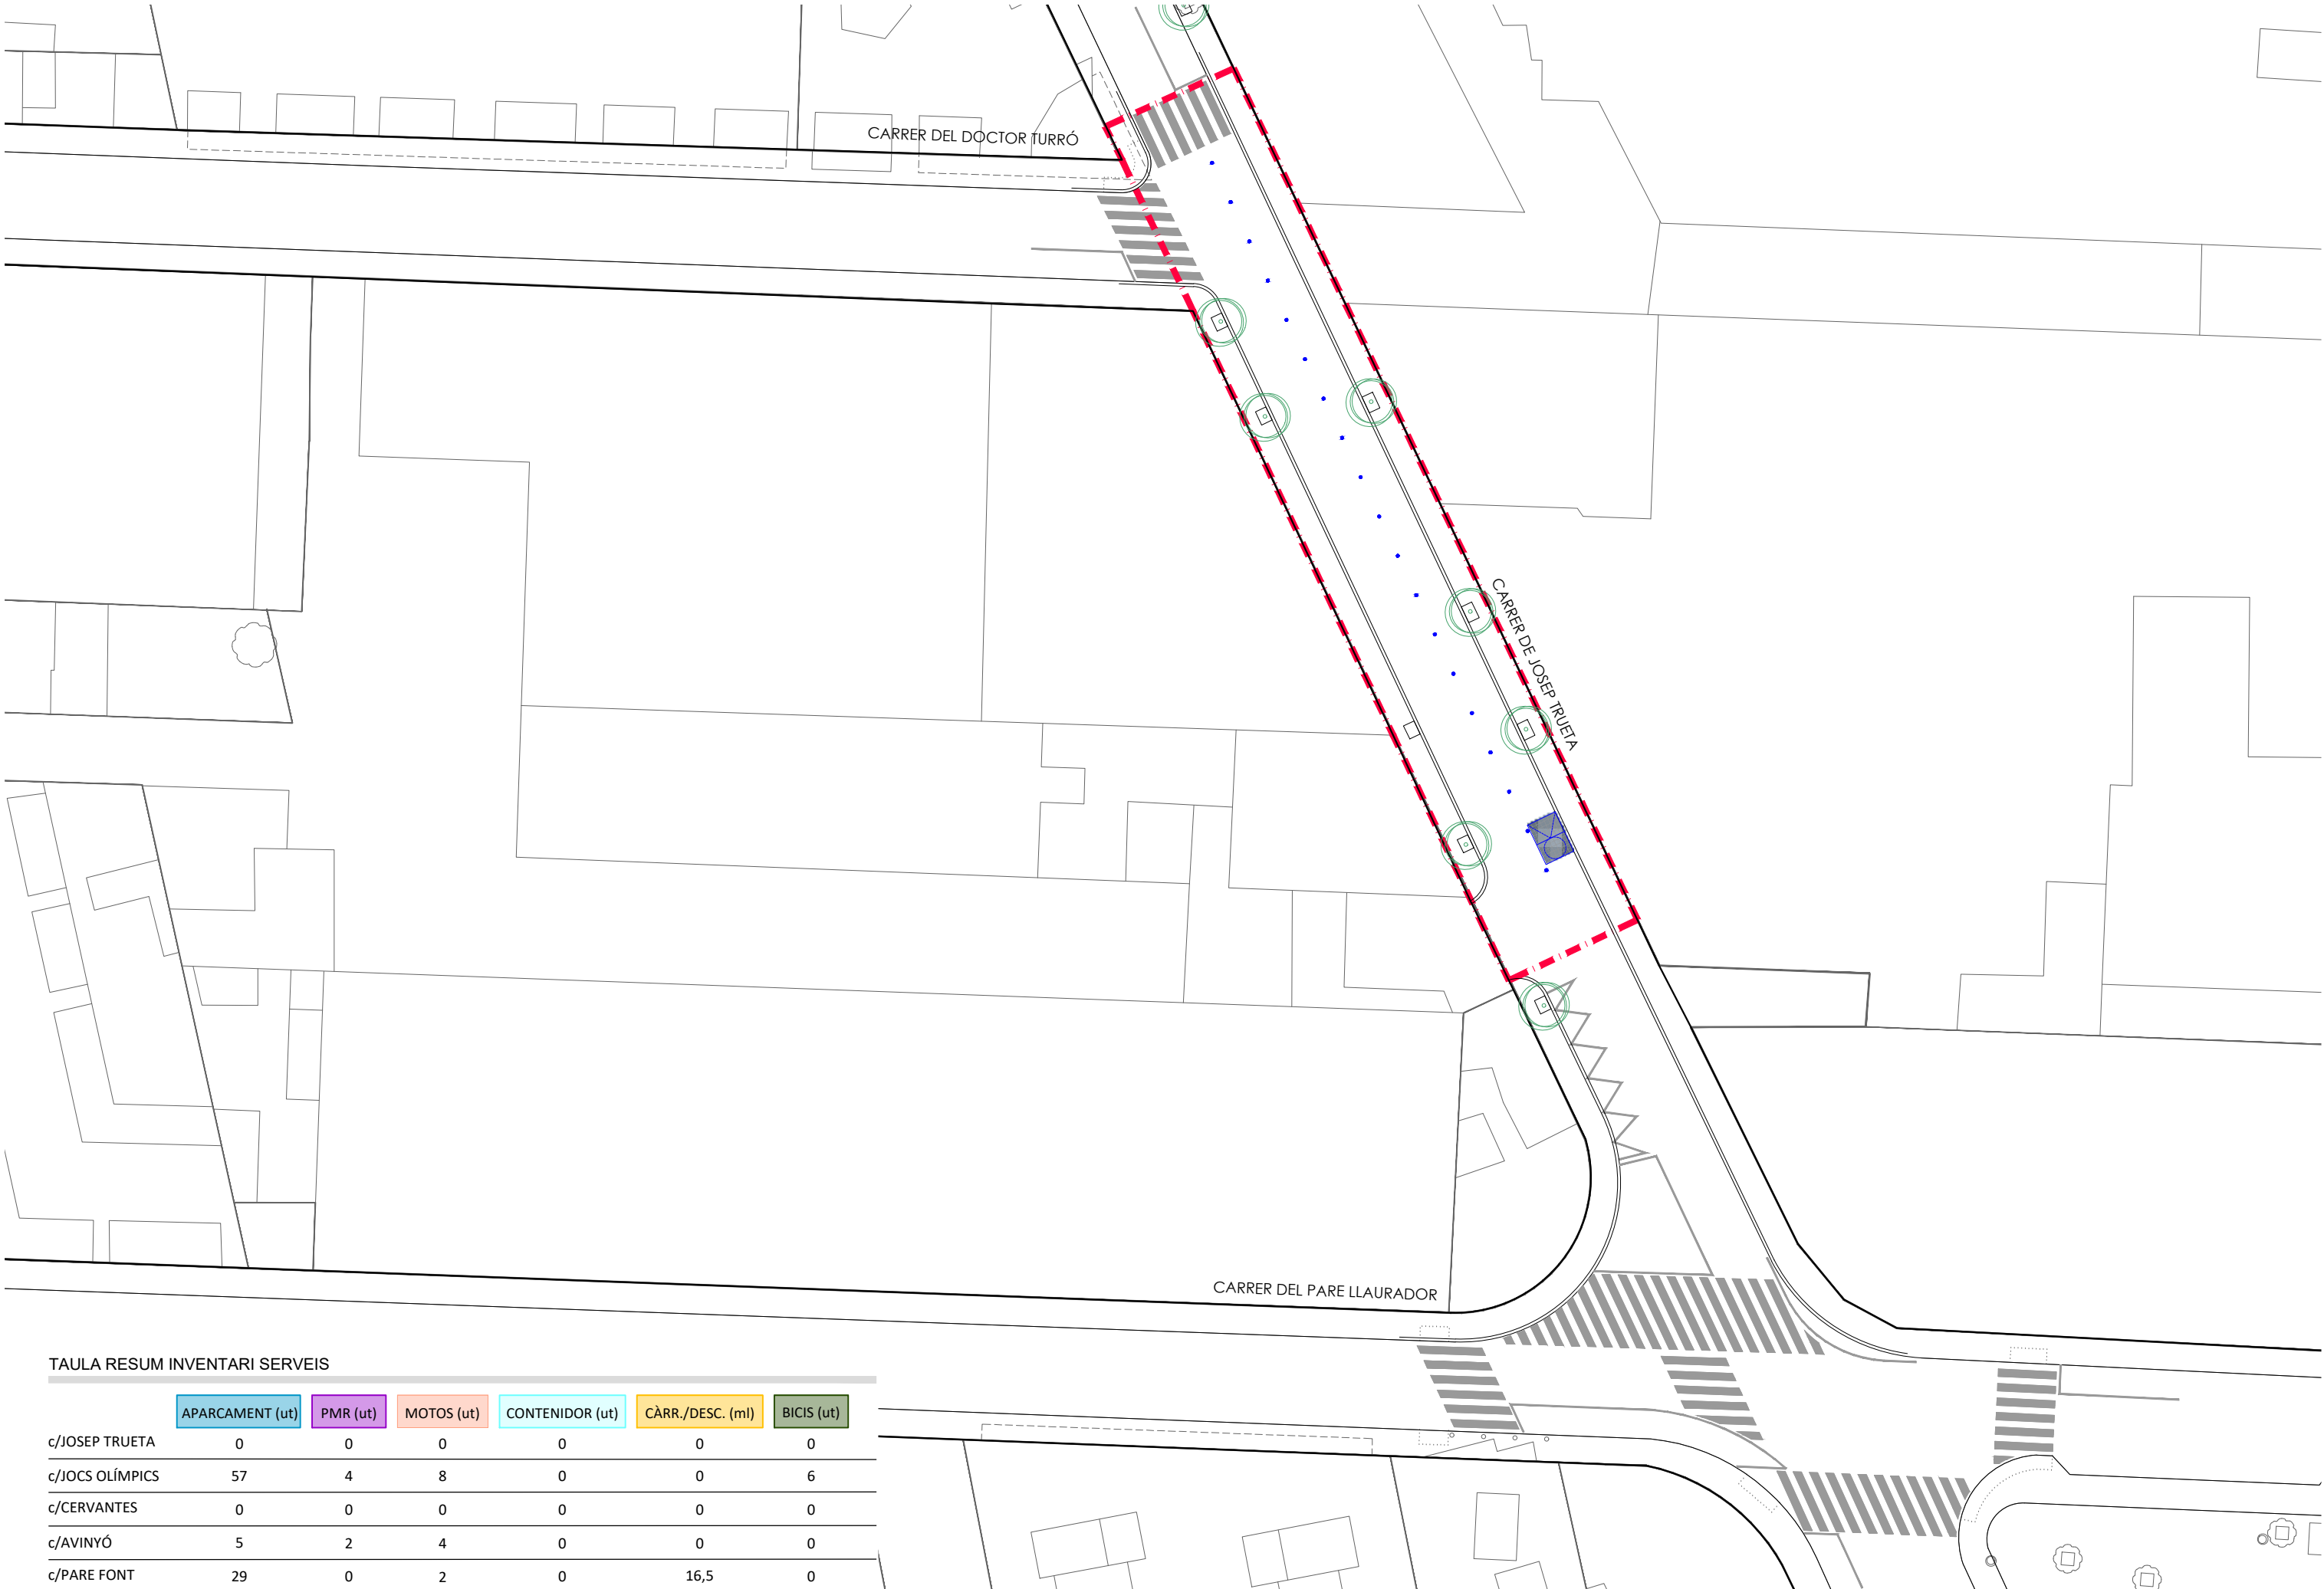 CARRER DEL DOCTOR TURRÓ
CARRER DE JOSEP TRUETA
CARRER DEL PARE LLAURADOR
TAULA RESUM INVENTARI SERVEIS
APARCAMENT (ut) PMR (ut) MOTOS (ut) CONTENIDOR (ut) CÀRR./DESC. (ml) BICIS (ut)
c/JOSEP TRUETA 0 0 0 0 0 0
c/JOCS OLÍMPICS 57 4 8 0 0 6
c/CERVANTES 0 0 0 0 0 0
c/AVINYÓ 5 2 4 0 0 0
c/PARE FONT 29 0 2 0 16,5 0